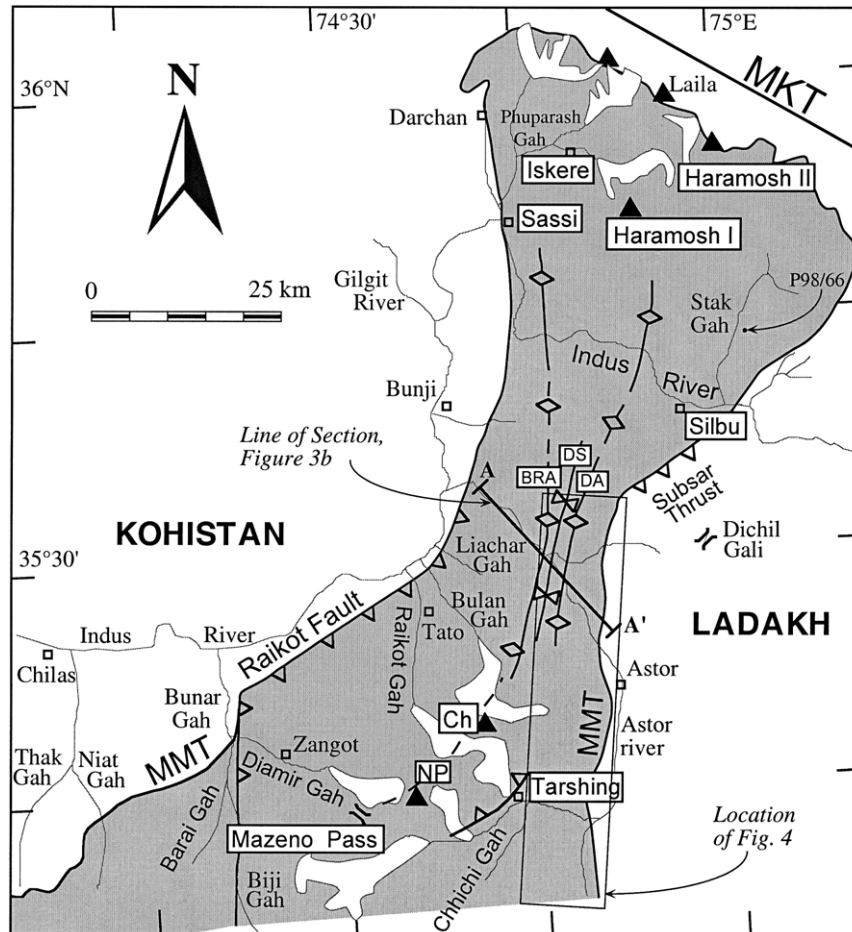 74°30'
75°E
36°N
N
MKT
Laila
Darchan
Phuparash
Gah
Iskere
Haramosh II
Sassi
Haramosh I
Gilgit
River
P98/66
Stak
Gah
0
25 km
Indus
River
Bunji
Silbu
Line of Section,
Figure 3b
A
DS
BRA
DA
Subsar
Thrust
Dichil
Gali
KOHISTAN
35°30'
Liachar
Gah
Bulan
Gah
A'
LADAKH
Indus
River
Raikot Fault
Raikot Gah
Tato
Chilas
Astor
Bunar
Gah
MMT
Astor
river
Ch
Thak
Gah
Niat
Gah
MMT
Zangot
Diamir Gah
NP
Tarshing
Barai Gah
Mazeno Pass
Location
of Fig. 4
Biji
Gah
Chhichi Gah